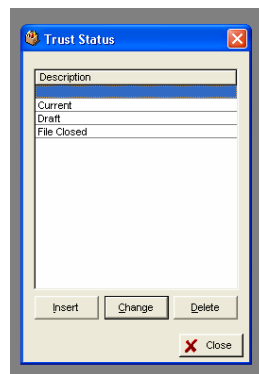 Trust Status
Description
Current
Draft
File Closed
Insert Change Delete
Close